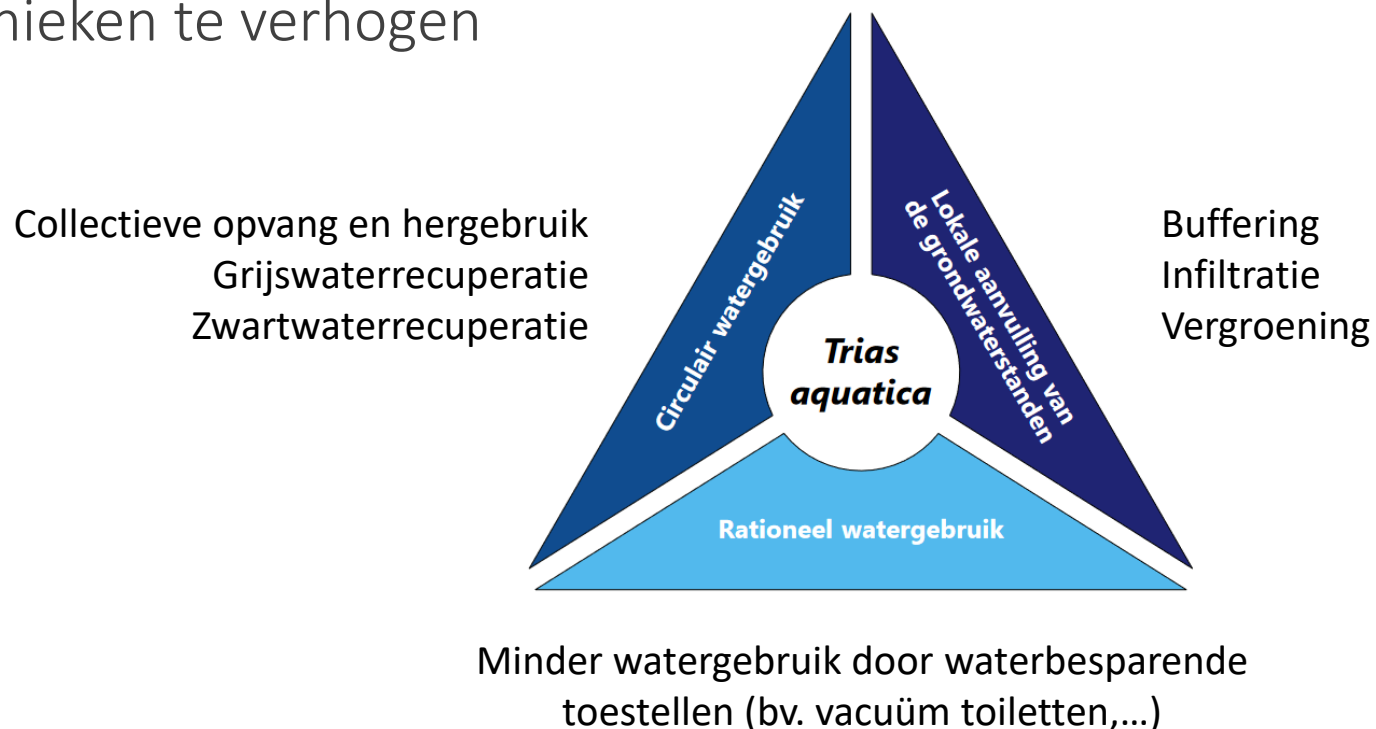 nieken te verhogen
Collectieve opvang en hergebruik
Grijswaterrecuperatie
Zwartwaterrecuperatie
Circulair watergebruik
Lokale aanvulling van
de grondwaterstanden
Buffering
Infiltratie
Vergroening
Trias
aquatica
Rationeel watergebruik
Minder watergebruik door waterbesparende
toestellen (bv. vacuüm toiletten,…)